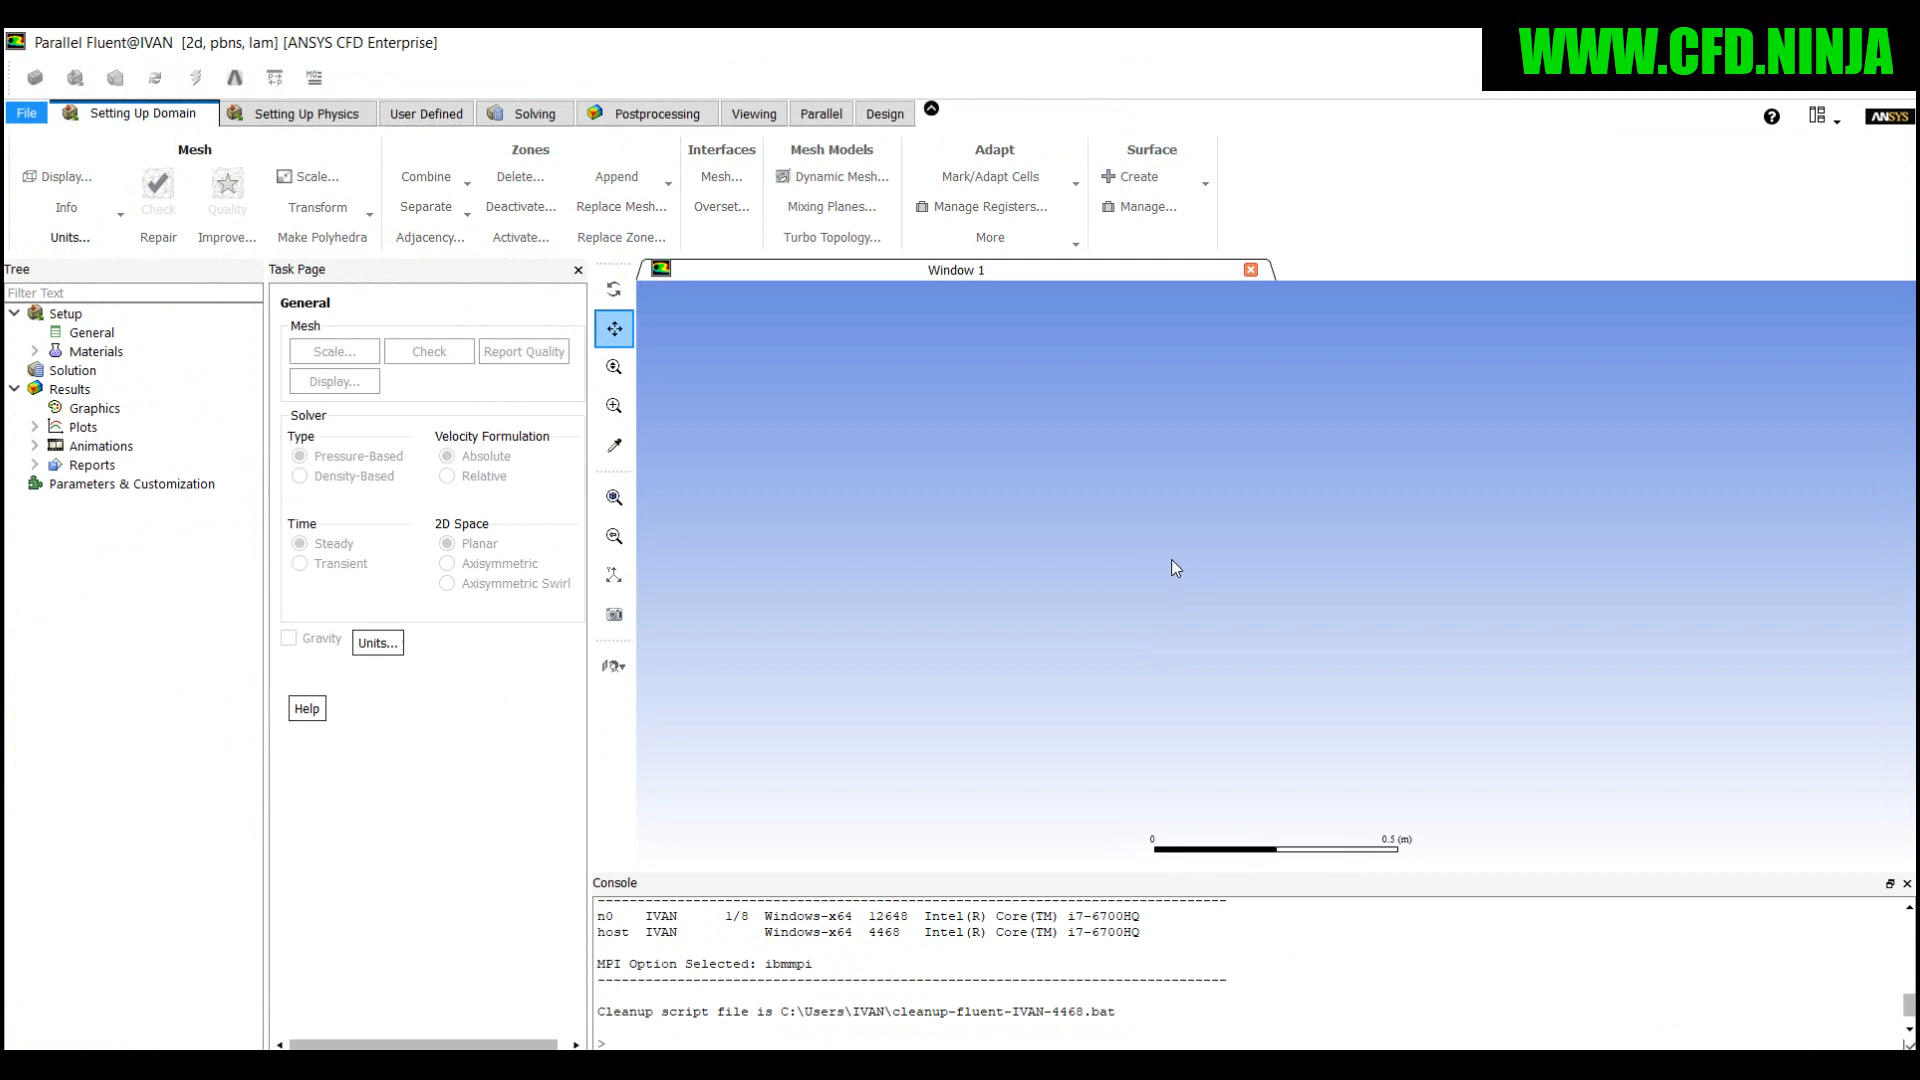 Parallel Fluent@IVAN [2d, pbns, lam] [ANSYS CFD Enterprise]
WWW.CFD.NINJA
File
Setting Up Domain
Setting Up Physics
User Defined
Solving
Postprocessing
Viewing
Parallel
Design
ANSYS
Mesh
Zones
Interfaces
Mesh Models
Adapt
Surface
Display...
Scale...
Combine
Delete...
Append
Mesh...
Dynamic Mesh...
Mark/Adapt Cells
Create
Info
Check
Quality
Transform
Separate
Deactivate...
Replace Mesh...
Overset...
Mixing Planes...
Manage Registers...
Manage...
Units...
Repair
Improve...
Make Polyhedra
Adjacency...
Activate...
Replace Zone...
Turbo Topology...
More
Tree
Filter Text
Setup
General
Materials
Solution
Results
Graphics
Plots
Animations
Reports
Parameters & Customization
Task Page
General
Mesh
Scale...
Check
Report Quality
Display...
Solver
Type
Velocity Formulation
Pressure-Based
Absolute
Density-Based
Relative
Time
2D Space
Steady
Planar
Transient
Axisymmetric
Axisymmetric Swirl
Gravity
Units...
Help
Window 1
0
0.5 (m)
Console
n0 IVAN 1/8 Windows-x64 12648 Intel(R) Core(TM) i7-6700HQ
host IVAN Windows-x64 4468 Intel(R) Core(TM) i7-6700HQ
MPI Option Selected: ibmmpi
Cleanup script file is C:\Users\IVAN\cleanup-fluent-IVAN-4468.bat
>